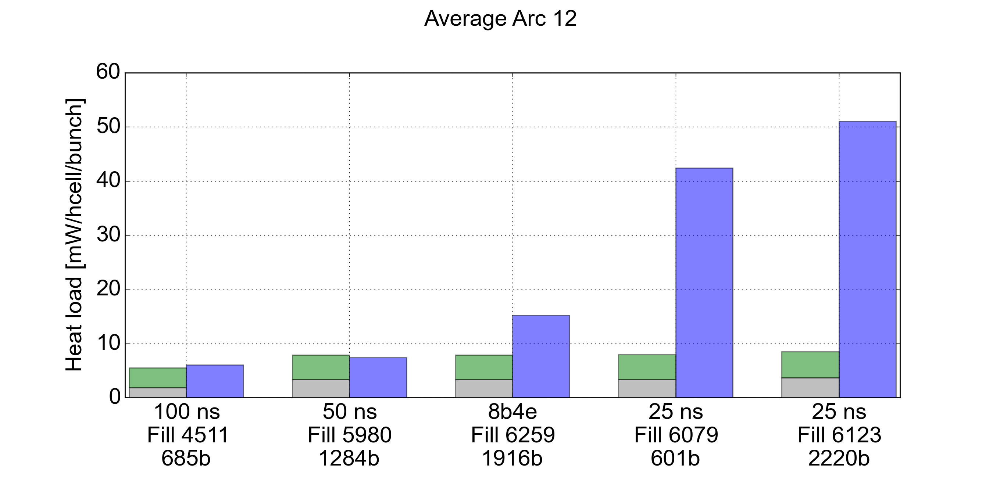 Average Arc 12
Heat load [mW/hcell/bunch]
60
50
40
30
20
10
0
100 ns
Fill 4511
685b
50 ns
Fill 5980
1284b
8b4e
Fill 6259
1916b
25 ns
Fill 6079
601b
25 ns
Fill 6123
2220b